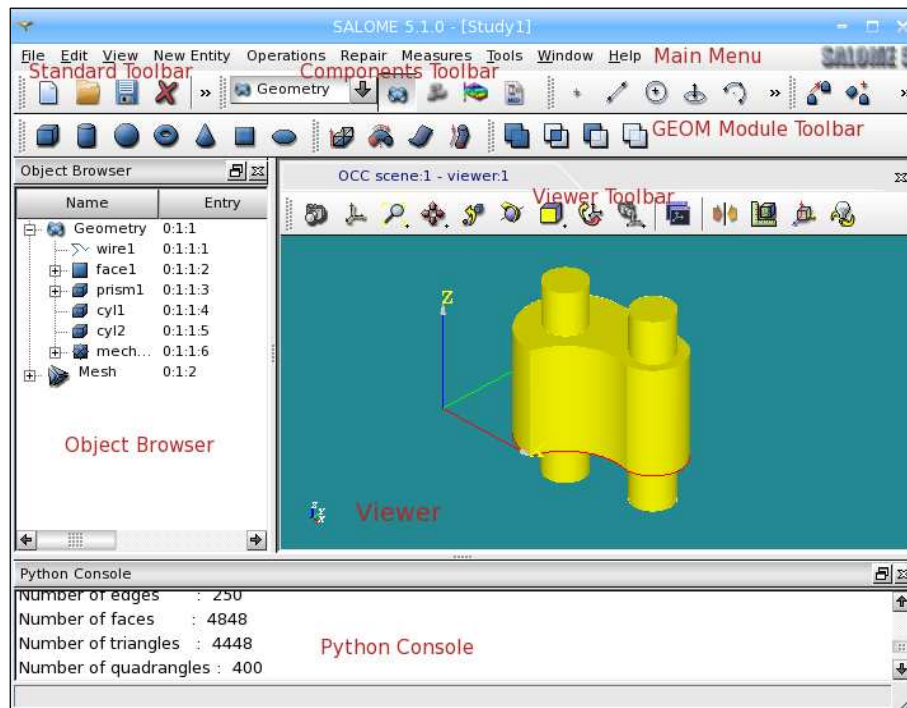 SALOME 5.1.0 - [Study1]
File Edit View New Entity Operations Repair Measures Tools Window Help Main Menu SALOME 5
Standard Toolbar Components Toolbar
» Geometry » »
GEOM Module Toolbar
Object Browser
OCC scene:1 - viewer:1
Viewer Toolbar
Name Entry
Geometry 0:1:1
wire1 0:1:1:1
face1 0:1:1:2
prism1 0:1:1:3
cyl1 0:1:1:4
cyl2 0:1:1:5
mech... 0:1:1:6
Mesh 0:1:2
Object Browser
Z
X
Viewer
Python Console
Number of edges : 250
Number of faces : 4848
Number of triangles : 4448
Number of quadrangles : 400
Python Console